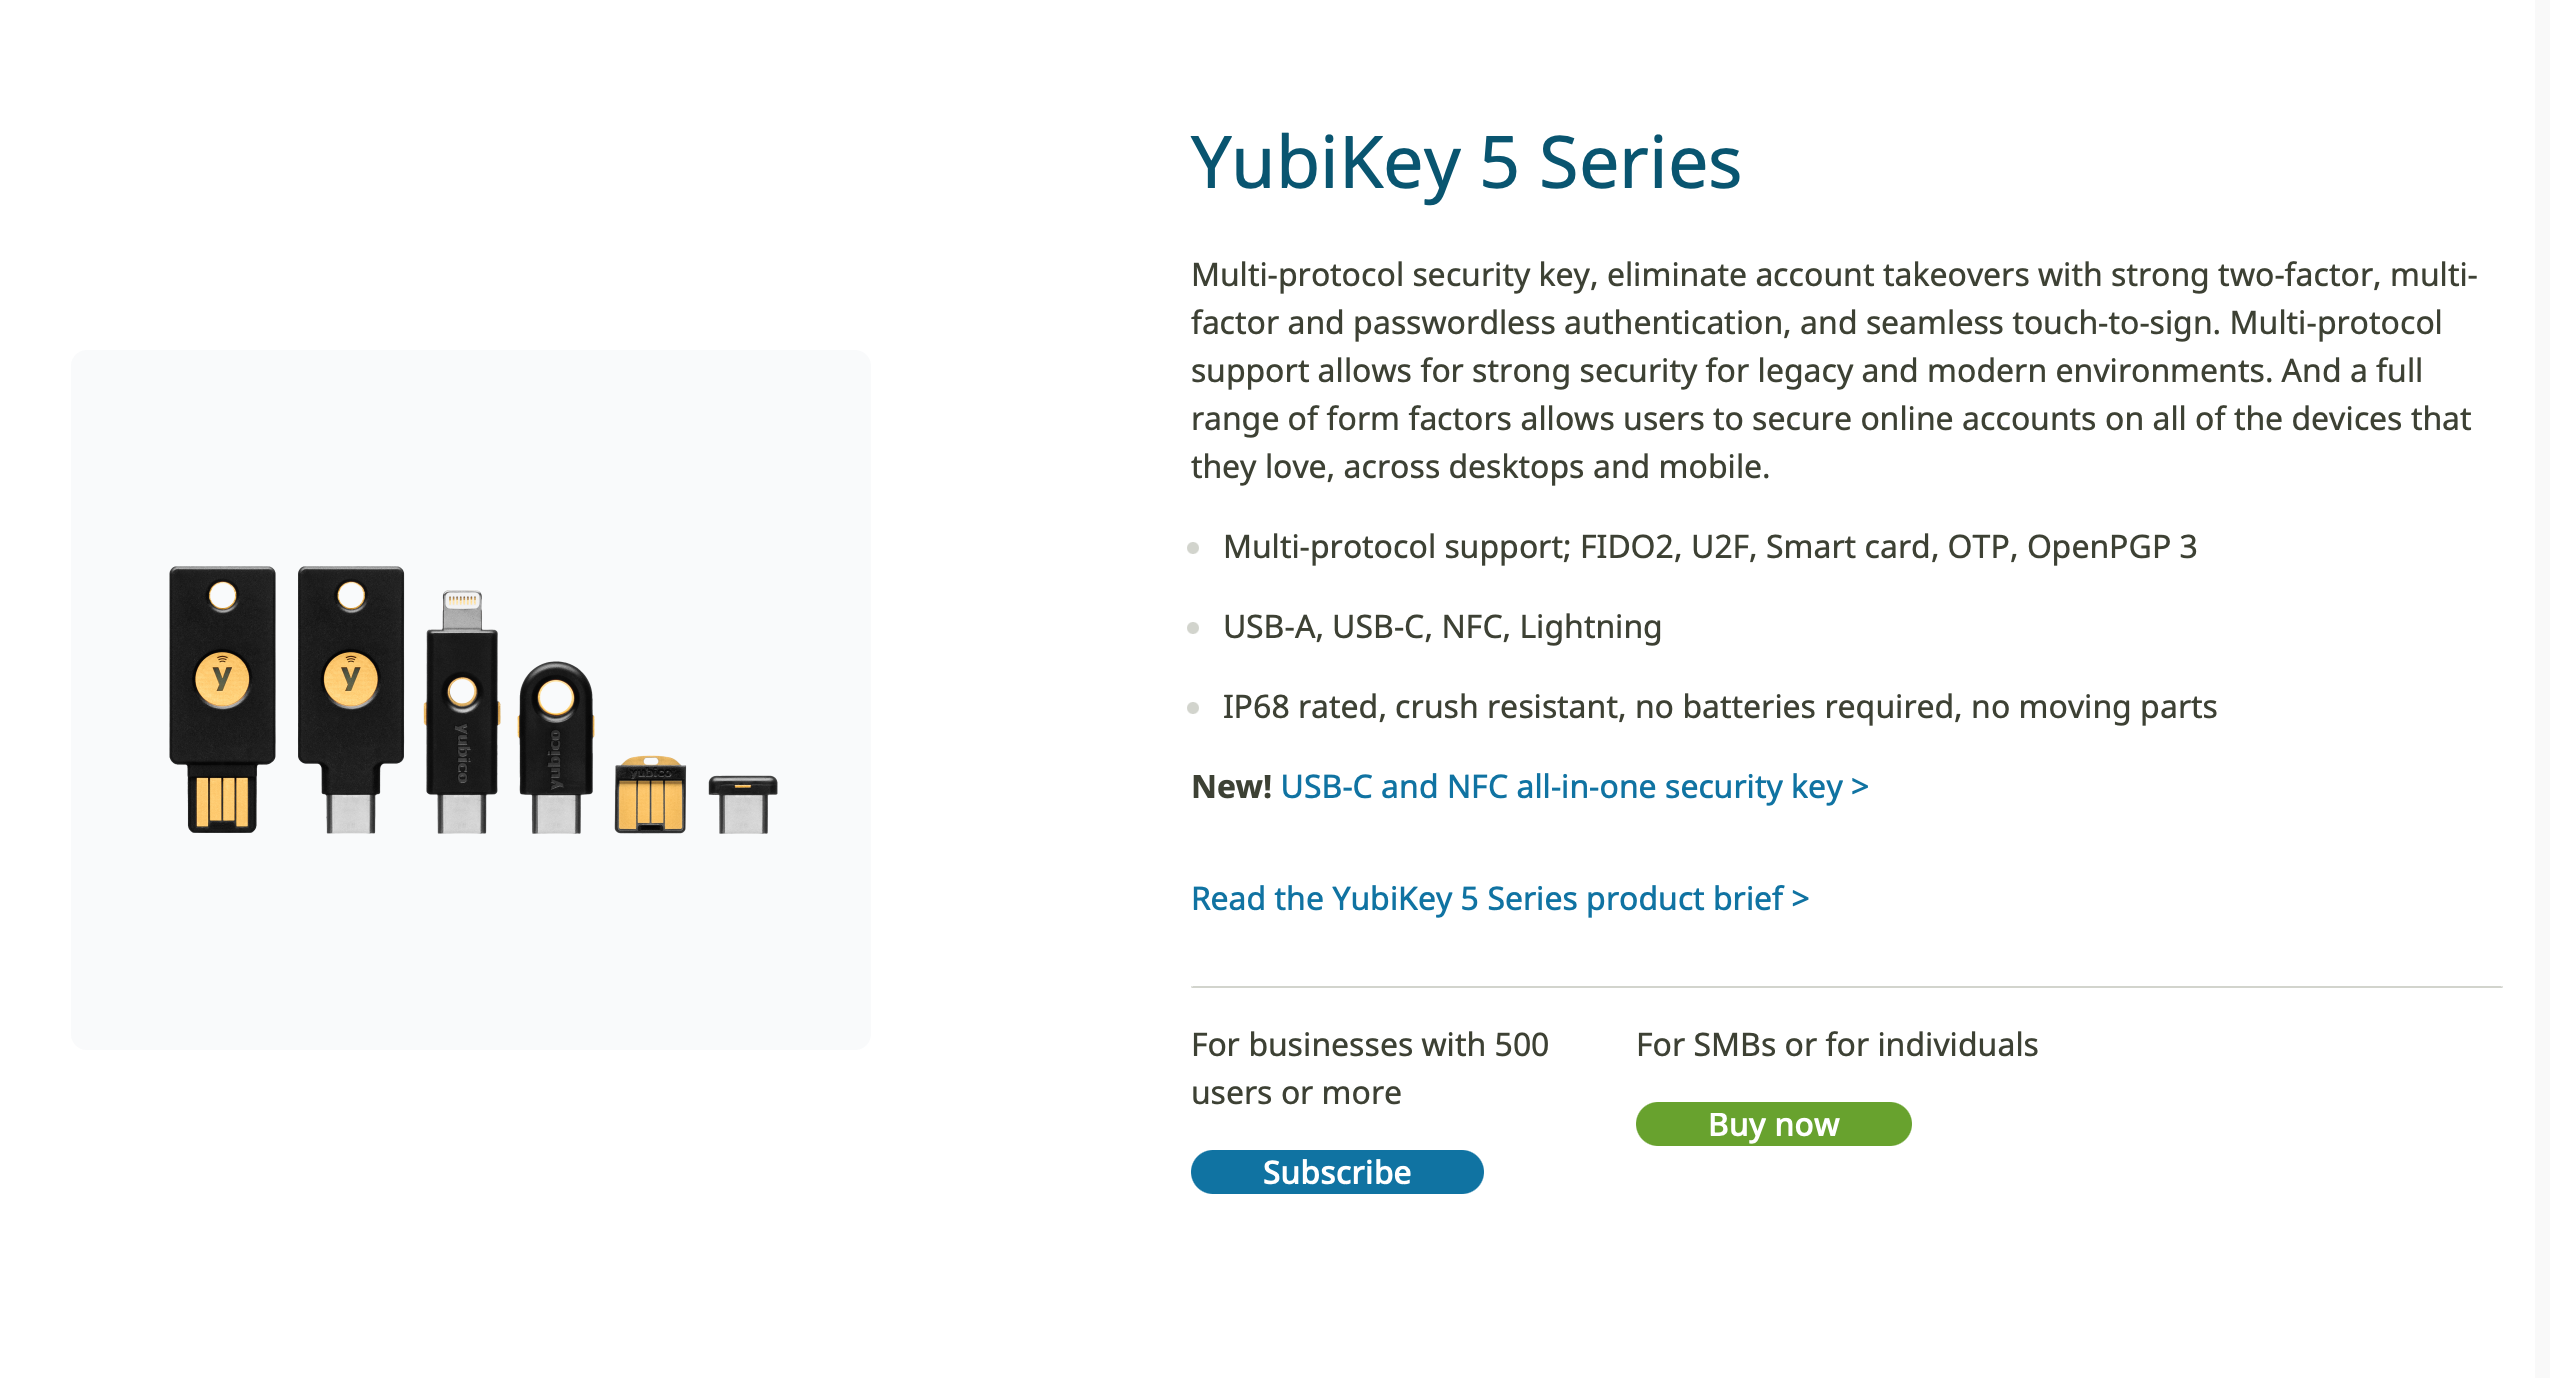 YubiKey 5 Series
Multi-protocol security key, eliminate account takeovers with strong two-factor, multi-
factor and passwordless authentication, and seamless touch-to-sign. Multi-protocol
support allows for strong security for legacy and modern environments. And a full
range of form factors allows users to secure online accounts on all of the devices that
they love, across desktops and mobile.
Multi-protocol support; FIDO2, U2F, Smart card, OTP, OpenPGP 3
USB-A, USB-C, NFC, Lightning
IP68 rated, crush resistant, no batteries required, no moving parts
New! USB-C and NFC all-in-one security key >
Read the YubiKey 5 Series product brief >
For businesses with 500
users or more
Subscribe
For SMBs or for individuals
Buy now
y
y
yubico
yubico
yubico